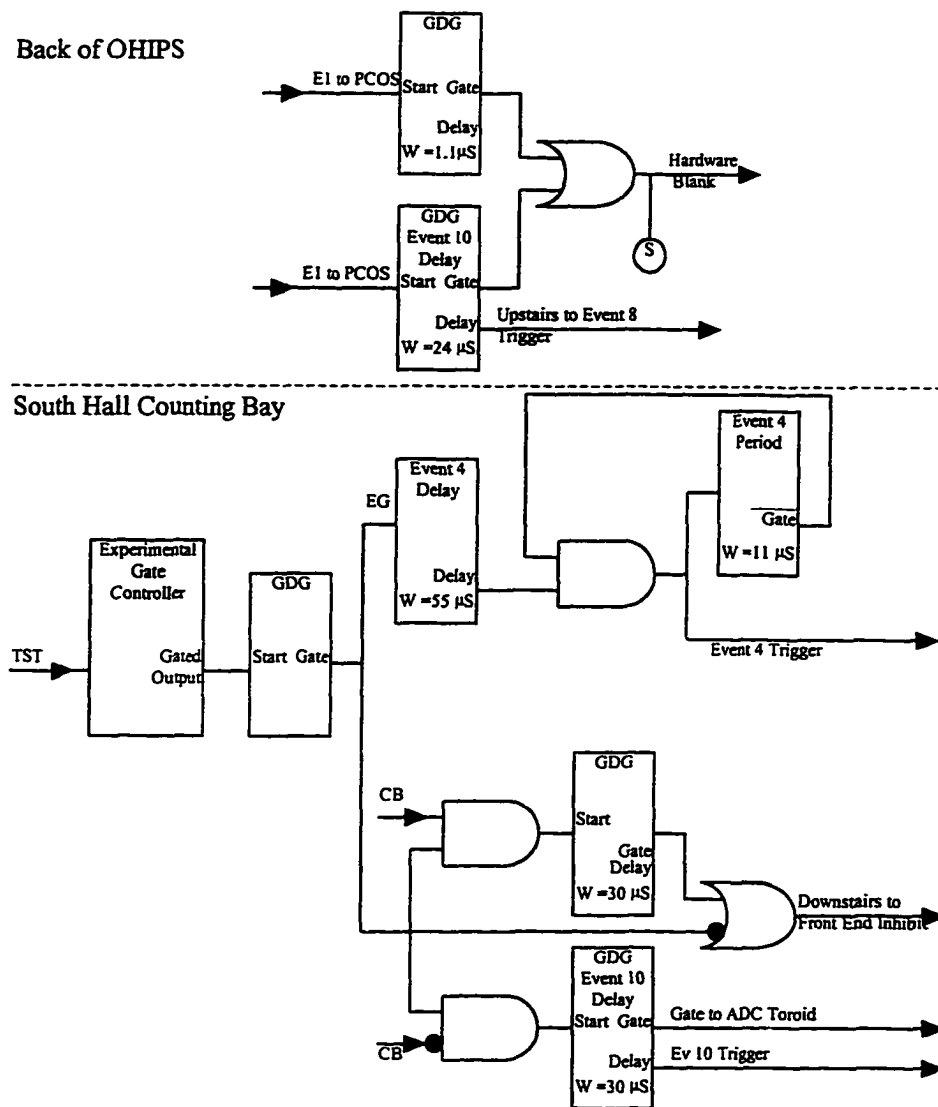 Back of OHIPS
GDG
E1 to PCOS
Start Gate
Delay
W =1.1µS
Hardware
Blank
S
GDG
Event 10
Delay
E1 to PCOS
Start Gate
Delay
W =24 µS
Upstairs to Event 8
Trigger
South Hall Counting Bay
Event 4
Period
Gate
W =11 µS
EG
Event 4
Delay
Delay
W =55 µS
Event 4 Trigger
Experimental
Gate
Controller
Gated
Output
TST
GDG
Start Gate
CB
GDG
Start
Gate
Delay
W =30 µS
Downstairs to
Front End Inhibit
GDG
Event 10
Delay
Start Gate
Delay
W =30 µS
CB
Gate to ADC Toroid
Ev 10 Trigger